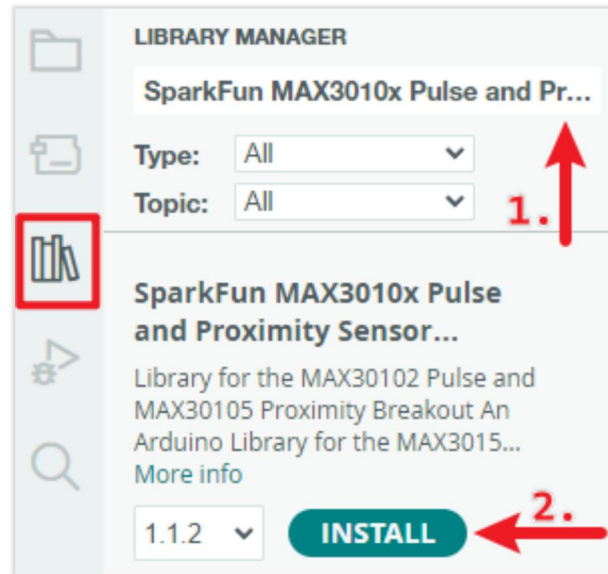 LIBRARY MANAGER
SparkFun MAX3010x Pulse and Pr...
Type: All
Topic: All
1.
SparkFun MAX3010x Pulse
and Proximity Sensor...
Library for the MAX30102 Pulse and
MAX30105 Proximity Breakout An
Arduino Library for the MAX3015...
More info
1.1.2 INSTALL 2.